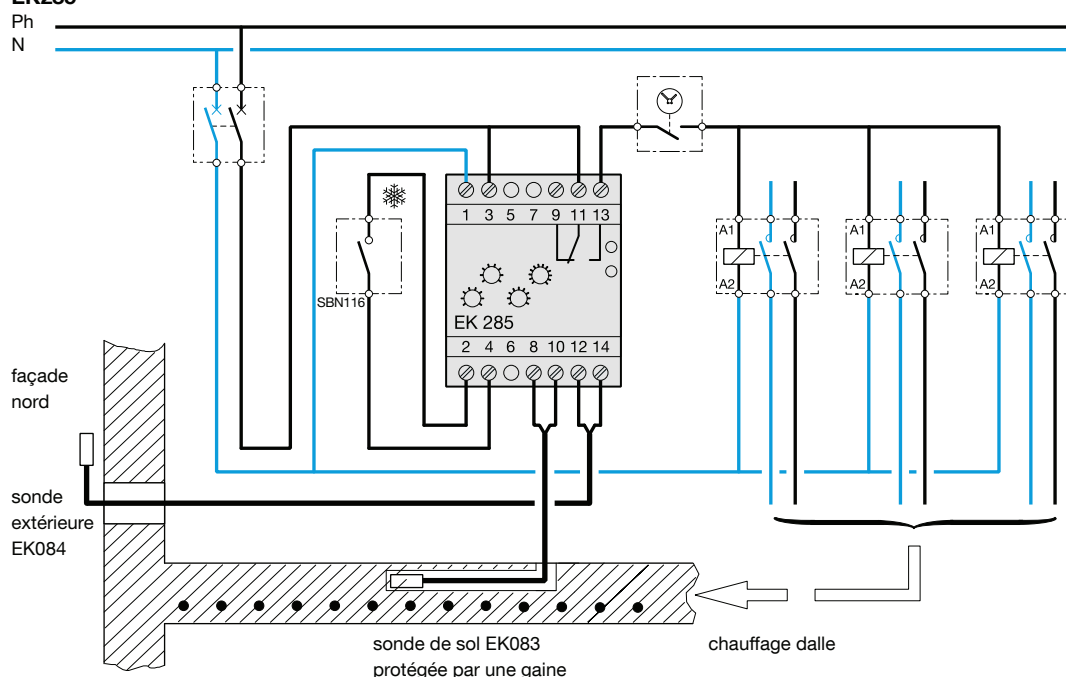 EK285
Ph
N
1 3 5 7 9 11 13
SBN116
A1
A1
A1
A2
A2
A2
EK 285
2 4 6 8 10 12 14
façade
nord
sonde
extérieure
EK084
sonde de sol EK083
protégée par une gaine
chauffage dalle